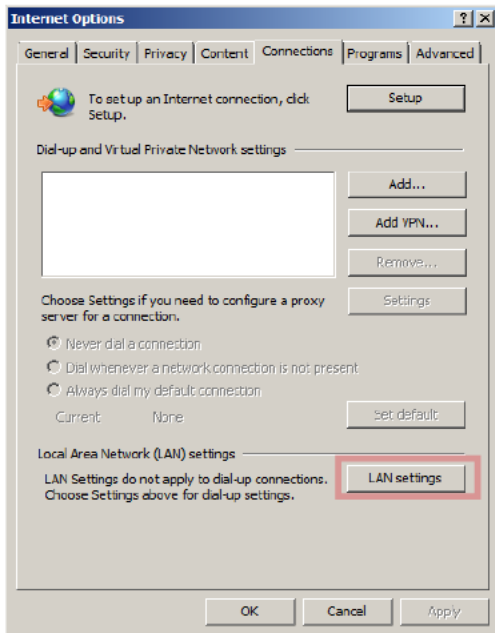 Internet Options
? ×
General Security Privacy Content Connections Programs Advanced
To set up an Internet connection, click
Setup.
Setup
Dial-up and Virtual Private Network settings
Add...
Add VPN...
Remove...
Choose Settings if you need to configure a proxy
server for a connection.
Settings
Never dial a connection
Dial whenever a network connection is not present
Always dial my default connection
Current None
Set default
Local Area Network (LAN) settings
LAN Settings do not apply to dial-up connections.
Choose Settings above for dial-up settings.
LAN settings
OK Cancel Apply